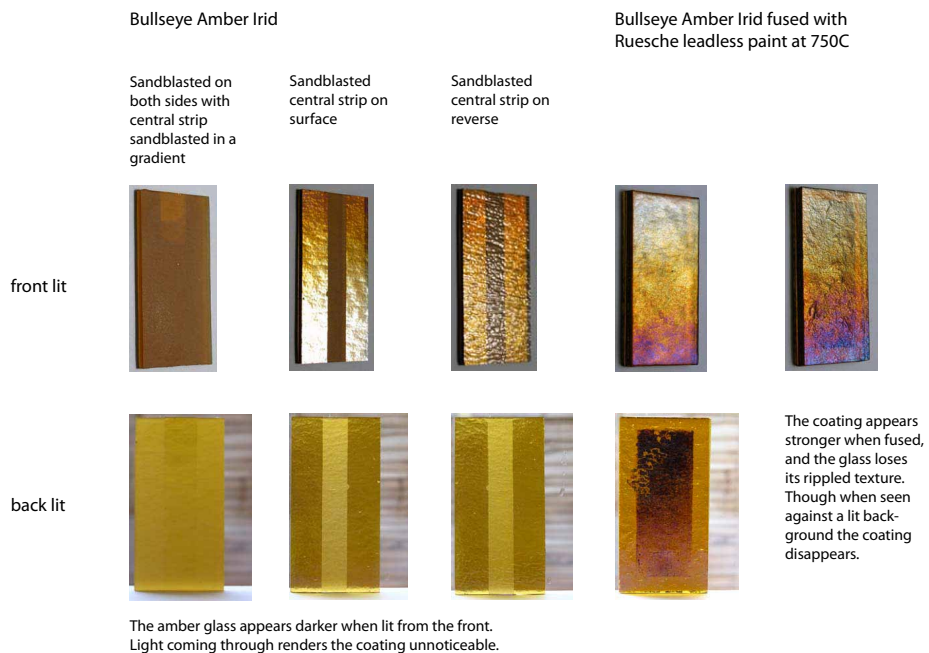 Bullseye Amber Irid
Bullseye Amber Irid fused with
Ruesche leadless paint at 750C
Sandblasted on
both sides with
central strip
sandblasted in a
gradient
Sandblasted
central strip on
surface
Sandblasted
central strip on
reverse
front lit
back lit
The coating appears
stronger when fused,
and the glass loses
its rippled texture.
Though when seen
against a lit back-
ground the coating
disappears.
The amber glass appears darker when lit from the front.
Light coming through renders the coating unnoticeable.